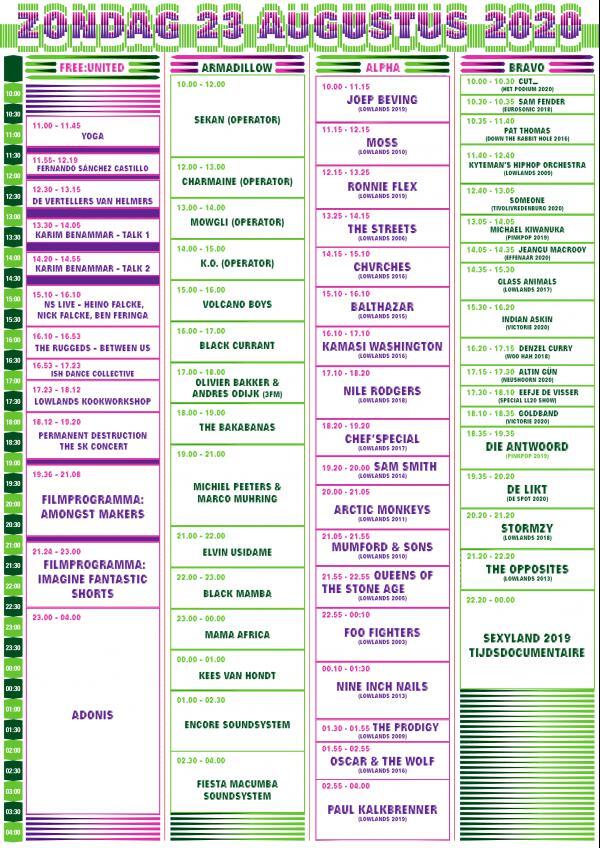 ZONDAG 23 AUGUSTUS 2020
FREE:UNITED
11.00 - 11.45
YOGA
11.55- 12.19
FERNANDO SÁNCHEZ CASTILLO
12.30 - 13.15
DE VERTELLERS VAN HELMERS
13.30 - 14.05
KARIM BENAMMAR - TALK 1
14.20 - 14.55
KARIM BENAMMAR - TALK 2
15.10 - 16.10
NS LIVE - HEINO FALCKE,
NICK FALCKE, BEN FERINGA
16.10 - 16.53
THE RUGGEDS - BETWEEN US
16.53 - 17.23
ISH DANCE COLLECTIVE
17.23 - 18.12
LOWLANDS KOOKWORKSHOP
18.12 - 19.20
PERMANENT DESTRUCTION
THE SK CONCERT
19.36 - 21.08
FILMPROGRAMMA:
AMONGST MAKERS
21.24 - 23.00
FILMPROGRAMMA:
IMAGINE FANTASTIC
SHORTS
23.00 - 04.00
ADONIS
ARMADILLOW
10.00 - 12.00
SEKAN (OPERATOR)
12.00 - 13.00
CHARMAINE (OPERATOR)
13.00 - 14.00
MOWGLI (OPERATOR)
14.00 - 15.00
K.O. (OPERATOR)
15.00 - 16.00
VOLCANO BOYS
16.00 - 17.00
BLACK CURRANT
17.00 - 18.00
OLIVIER BAKKER &
ANDRES ODIJK (3FM)
18.00 - 19.00
THE BAKABANAS
19.00 - 21.00
MICHIEL PEETERS &
MARCO MUHRING
21.00 - 22.00
ELVIN USIDAME
22.00 - 23.00
BLACK MAMBA
23.00 - 00.00
MAMA AFRICA
00.00 - 01.00
KEES VAN HONDT
01.00 - 02.30
ENCORE SOUNDSYSTEM
02.30 - 04.00
FIESTA MACUMBA
SOUNDSYSTEM
ALPHA
10.00 - 11.15
JOEP BEVING
(LOWLANDS 2019)
11.15 - 12.15
MOSS
(LOWLANDS 2010)
12.15 - 13.25
RONNIE FLEX
(LOWLANDS 2019)
13.25 - 14.15
THE STREETS
(LOWLANDS 2006)
14.15 - 15.10
CHVRCHES
(LOWLANDS 2016)
15.10 - 16.10
BALTHAZAR
(LOWLANDS 2015)
16.10 - 17.10
KAMASI WASHINGTON
(LOWLANDS 2016)
17.10 - 18.20
NILE RODGERS
(LOWLANDS 2018)
18.20 - 19.20
CHEF'SPECIAL
(LOWLANDS 2017)
19.20 - 20.00 SAM SMITH
(LOWLANDS 2014)
20.00 - 21.05
ARCTIC MONKEYS
(LOWLANDS 2011)
21.05 - 21.55
MUMFORD & SONS
(LOWLANDS 2010)
21.55 - 22.55 QUEENS OF
THE STONE AGE
(LOWLANDS 2005)
22.55 - 00:10
FOO FIGHTERS
(LOWLANDS 2003)
00.10 - 01:30
NINE INCH NAILS
(LOWLANDS 2013)
01.30 - 01.55 THE PRODIGY
(LOWLANDS 2009)
01.55 - 02.55
OSCAR & THE WOLF
(LOWLANDS 2016)
02.55 - 04.00
PAUL KALKBRENNER
(LOWLANDS 2019)
BRAVO
10.00 - 10.30 CUT_
(HET PODIUM 2020)
10.30 - 10.35 SAM FENDER
(EUROSONIC 2018)
10.35 - 11.40
PAT THOMAS
(DOWN THE RABBIT HOLE 2016)
11.40 - 12.40
KYTEMAN'S HIPHOP ORCHESTRA
(LOWLANDS 2009)
12.40 - 13.05
SOMEONE
(TIVOLIVREDENBURG 2020)
13.05 - 14.05
MICHAEL KIWANUKA
(PINKPOP 2019)
14.05 - 14.35 JEANGU MACROOY
(EFFENAAR 2020)
14.35 - 15.30
GLASS ANIMALS
(LOWLANDS 2017)
15.30 - 16.20
INDIAN ASKIN
(VICTORIE 2020)
16.20 - 17.15 DENZEL CURRY
(WOO HAH 2018)
17.15 - 17.30 ALTIN GÜN
(NEUSHOORN 2020)
17.30 - 18.10 EEFJE DE VISSER
(SPECIAL LL20 SHOW)
18.10 - 18.35 GOLDBAND
(VICTORIE 2020)
18.35 - 19.35
DIE ANTWOORD
(PINKPOP 2019)
19.35 - 20.20
DE LIKT
(DE SPOT 2020)
20.20 - 21.20
STORMZY
(LOWLANDS 2018)
21.20 - 22.20
THE OPPOSITES
(LOWLANDS 2013)
22.20 - 00.00
SEXYLAND 2019
TIJDSDOCUMENTAIRE
10:00
10:30
11:00
11:30
12:00
12:30
13:00
13:30
14:00
14:30
15:00
15:30
16:00
16:30
17:00
17:30
18:00
18:30
19:00
19:30
20:00
20:30
21:00
21:30
22:00
22:30
23:00
23:30
00:00
00:30
01:00
01:30
02:00
02:30
03:00
03:30
04:00